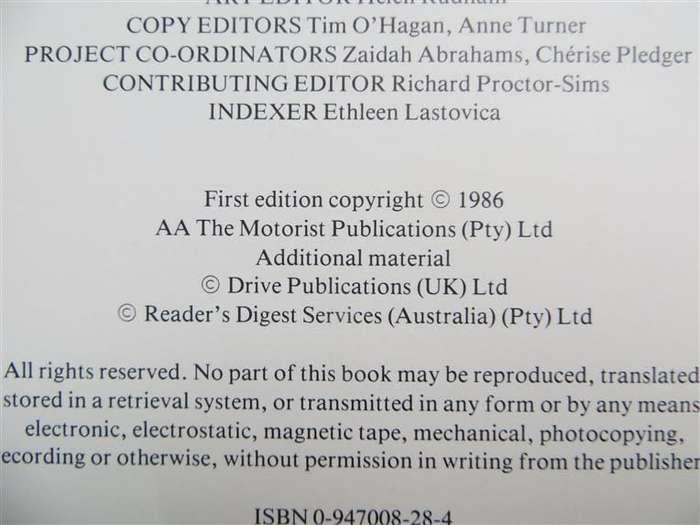 ART EDITOR Helen Rudham
COPY EDITORS Tim O'Hagan, Anne Turner
PROJECT CO-ORDINATORS Zaidah Abrahams, Chérise Pledger
CONTRIBUTING EDITOR Richard Proctor-Sims
INDEXER Ethleen Lastovica
First edition copyright © 1986
AA The Motorist Publications (Pty) Ltd
Additional material
© Drive Publications (UK) Ltd
© Reader's Digest Services (Australia) (Pty) Ltd
All rights reserved. No part of this book may be reproduced, translated
stored in a retrieval system, or transmitted in any form or by any means
electronic, electrostatic, magnetic tape, mechanical, photocopying,
ecording or otherwise, without permission in writing from the publisher
ISBN 0-947008-28-4